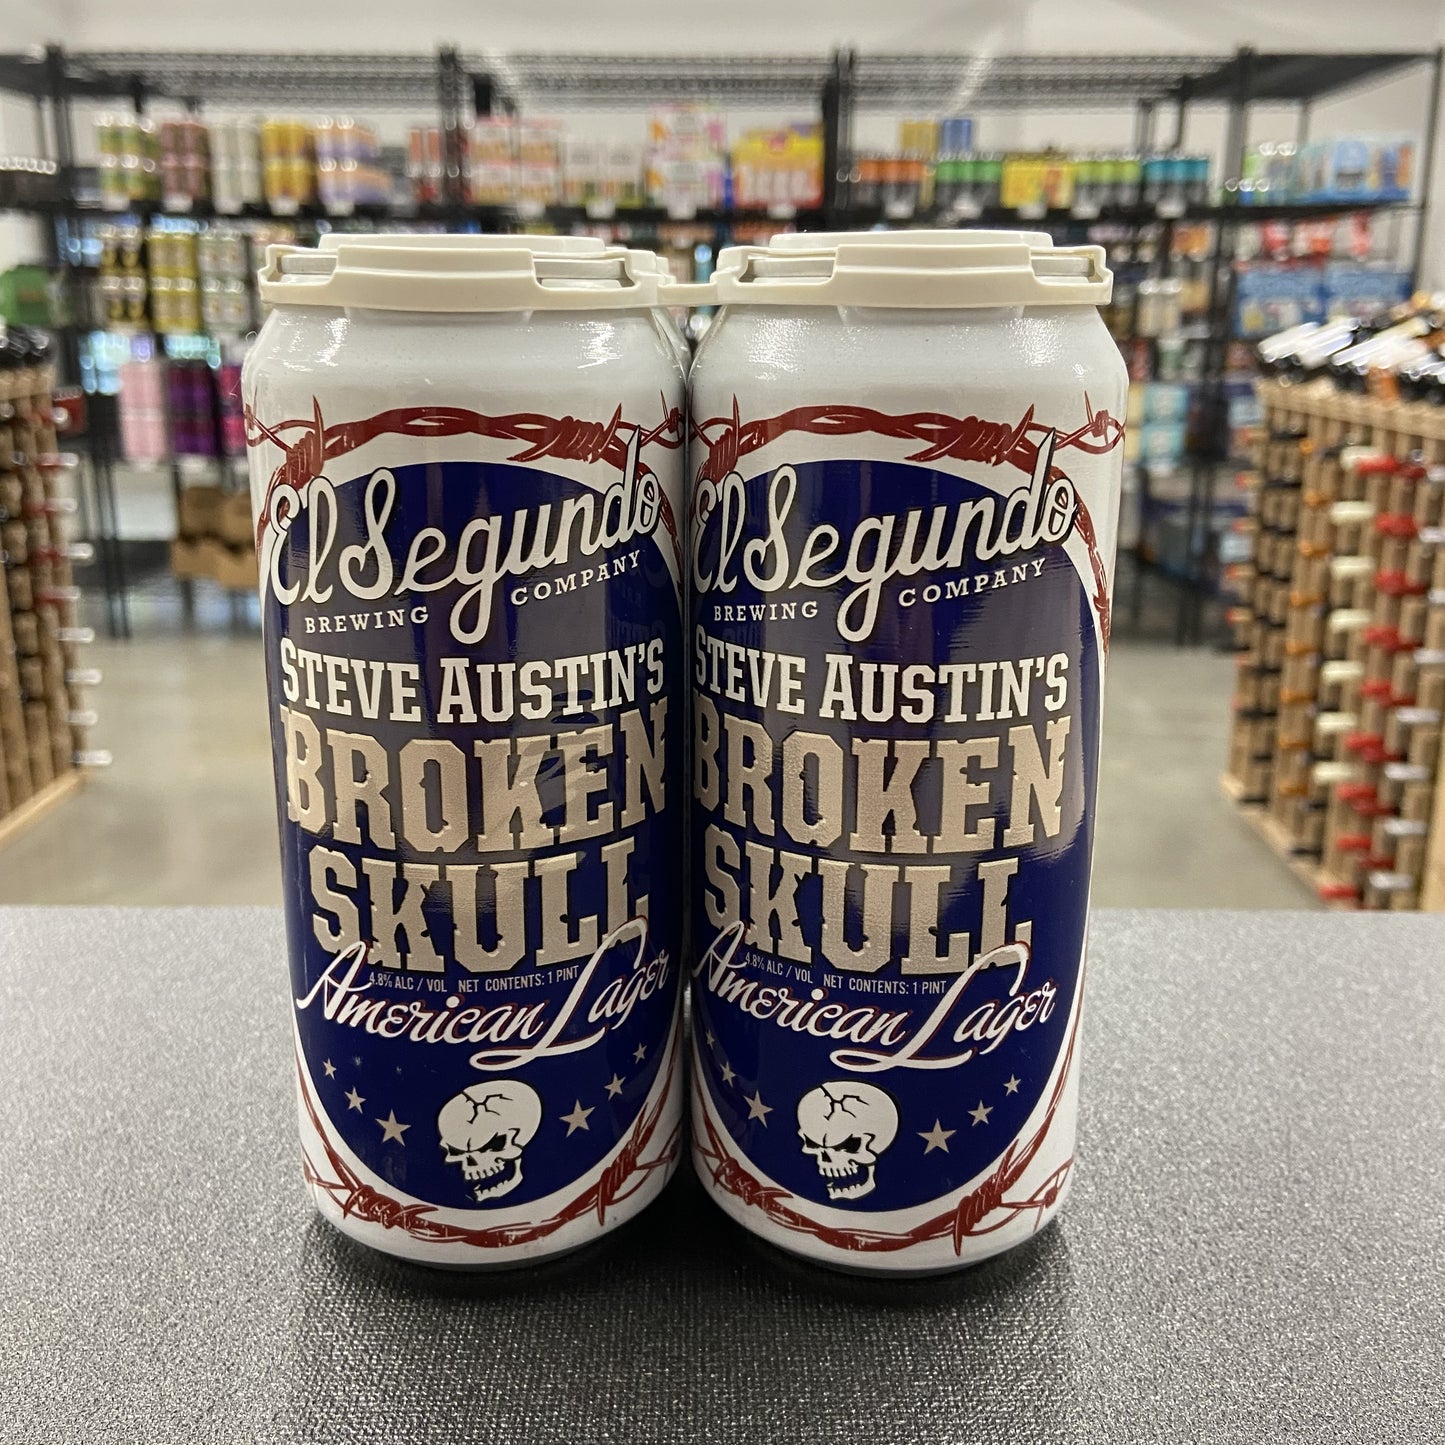 El Segundo
BREWING COMPANY
STEVE AUSTIN'S
BROKEN
SKULL
4.8% ALC / VOL NET CONTENTS: 1 PINT
American Lager
El Segundo
BREWING COMPANY
STEVE AUSTIN'S
BROKEN
SKULL
4.8% ALC / VOL NET CONTENTS: 1 PINT
American Lager